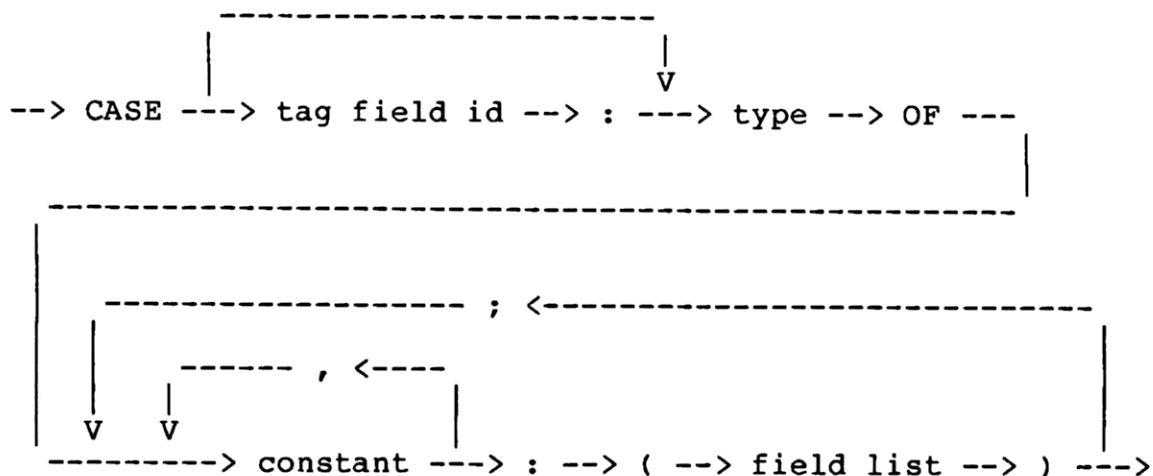 --> CASE ---> tag field id --> : ---> type --> OF ---
;
,
---------> constant ---> : --> ( --> field list --> ) --->